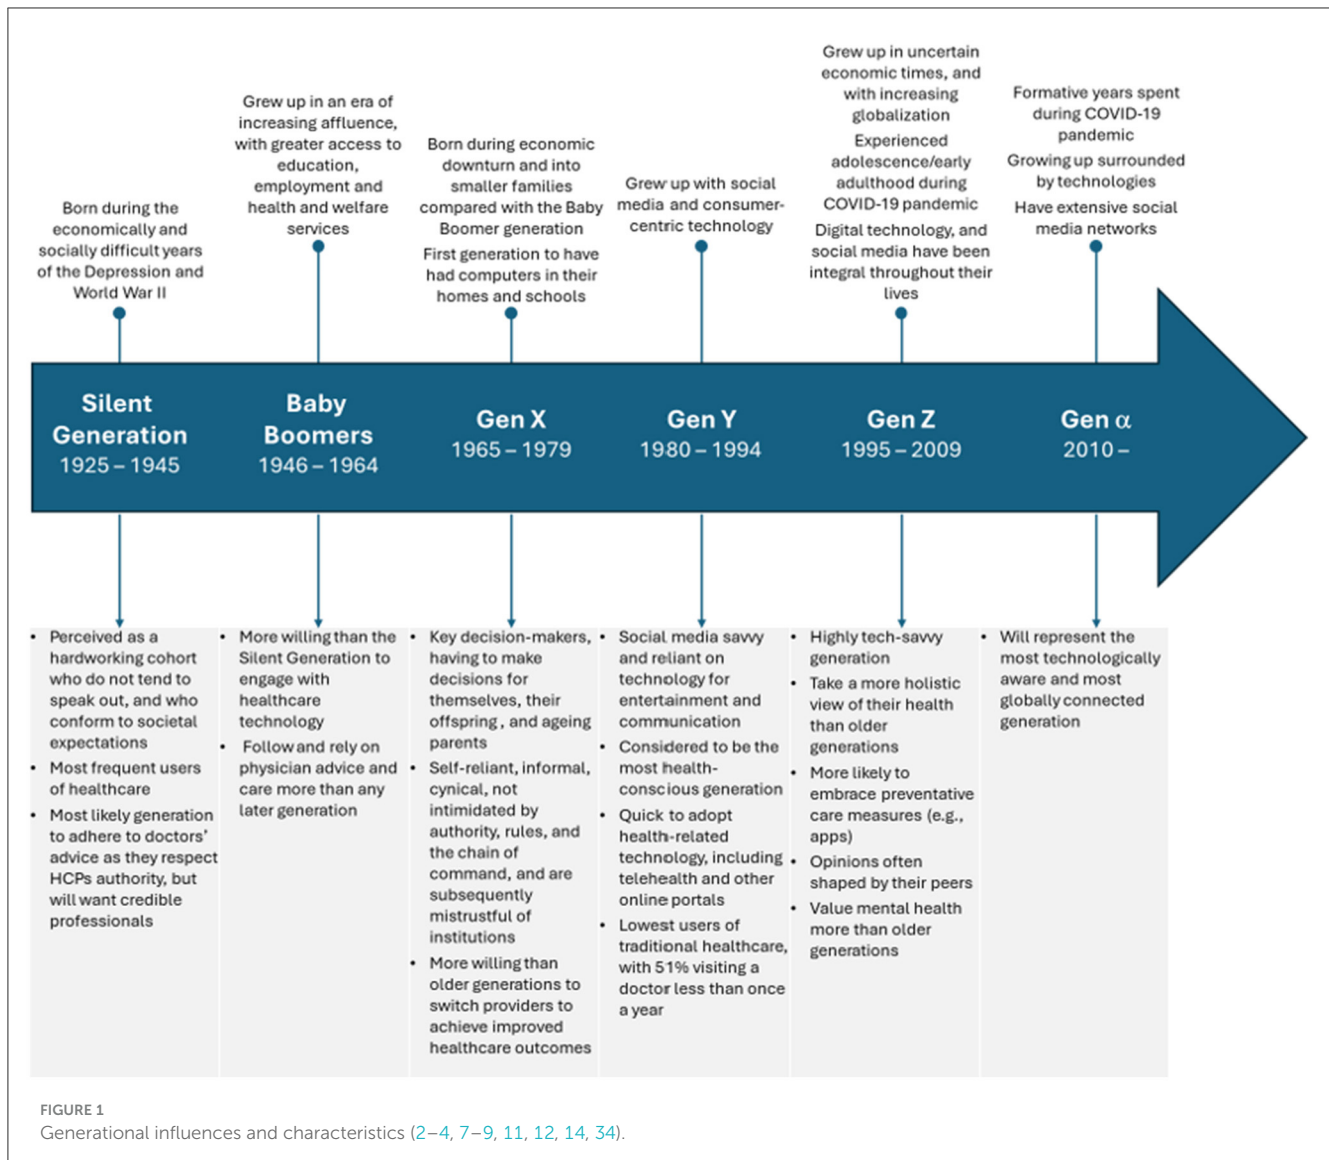 Born during the
economically and
socially difficult years
of the Depression and
World War II
Grew up in an era of
increasing affluence,
with greater access to
education,
employment and
health and welfare
services
Born during economic
downturn and into
smaller families
compared with the Baby
Boomer generation
First generation to have
had computers in their
homes and schools
Grew up with social
media and consumer-
centric technology
Grew up in uncertain
economic times, and
with increasing
globalization
Experienced
adolescence/early
adulthood during
COVID-19 pandemic
Digital technology, and
social media have been
integral throughout their
lives
Formative years spent
during COVID-19
pandemic
Growing up surrounded
by technologies
Have extensive social
media networks
Silent
Generation
1925 – 1945
Baby
Boomers
1946 – 1964
Gen X
1965 – 1979
Gen Y
1980 – 1994
Gen Z
1995 – 2009
Gen α
2010 –
• Perceived as a
hardworking cohort
who do not tend to
speak out, and who
conform to societal
expectations
• Most frequent users
of healthcare
• Most likely generation
to adhere to doctors'
advice as they respect
HCPs authority, but
will want credible
professionals
• More willing than the
Silent Generation to
engage with
healthcare
technology
• Follow and rely on
physician advice and
care more than any
later generation
• Key decision-makers,
having to make
decisions for
themselves, their
offspring, and ageing
parents
• Self-reliant, informal,
cynical, not
intimidated by
authority, rules, and
the chain of
command, and are
subsequently
mistrustful of
institutions
• More willing than
older generations to
switch providers to
achieve improved
healthcare outcomes
• Social media savvy
and reliant on
technology for
entertainment and
communication
• Considered to be the
most health-
conscious generation
• Quick to adopt
health-related
technology, including
telehealth and other
online portals
• Lowest users of
traditional healthcare,
with 51% visiting a
doctor less than once
a year
• Highly tech-savvy
generation
• Take a more holistic
view of their health
than older
generations
• More likely to
embrace preventative
care measures (e.g.,
apps)
• Opinions often
shaped by their peers
• Value mental health
more than older
generations
• Will represent the
most technologically
aware and most
globally connected
generation
FIGURE 1
Generational influences and characteristics (2–4, 7–9, 11, 12, 14, 34).